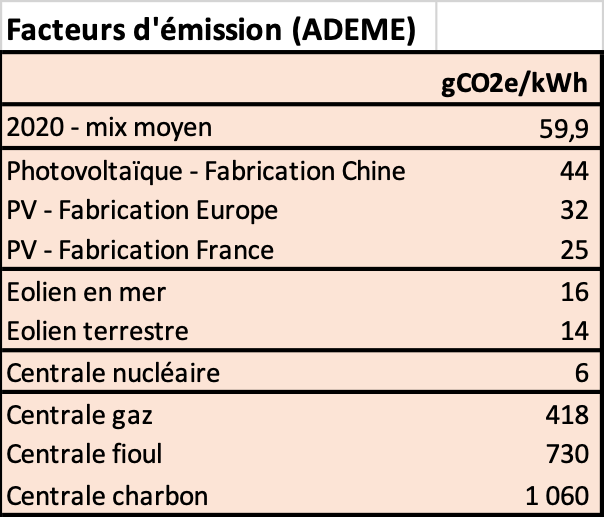 Facteurs d'émission (ADEME)
gCO2e/kWh
2020 - mix moyen 59,9
Photovoltaïque - Fabrication Chine 44
PV - Fabrication Europe 32
PV - Fabrication France 25
Eolien en mer 16
Eolien terrestre 14
Centrale nucléaire 6
Centrale gaz 418
Centrale fioul 730
Centrale charbon 1 060